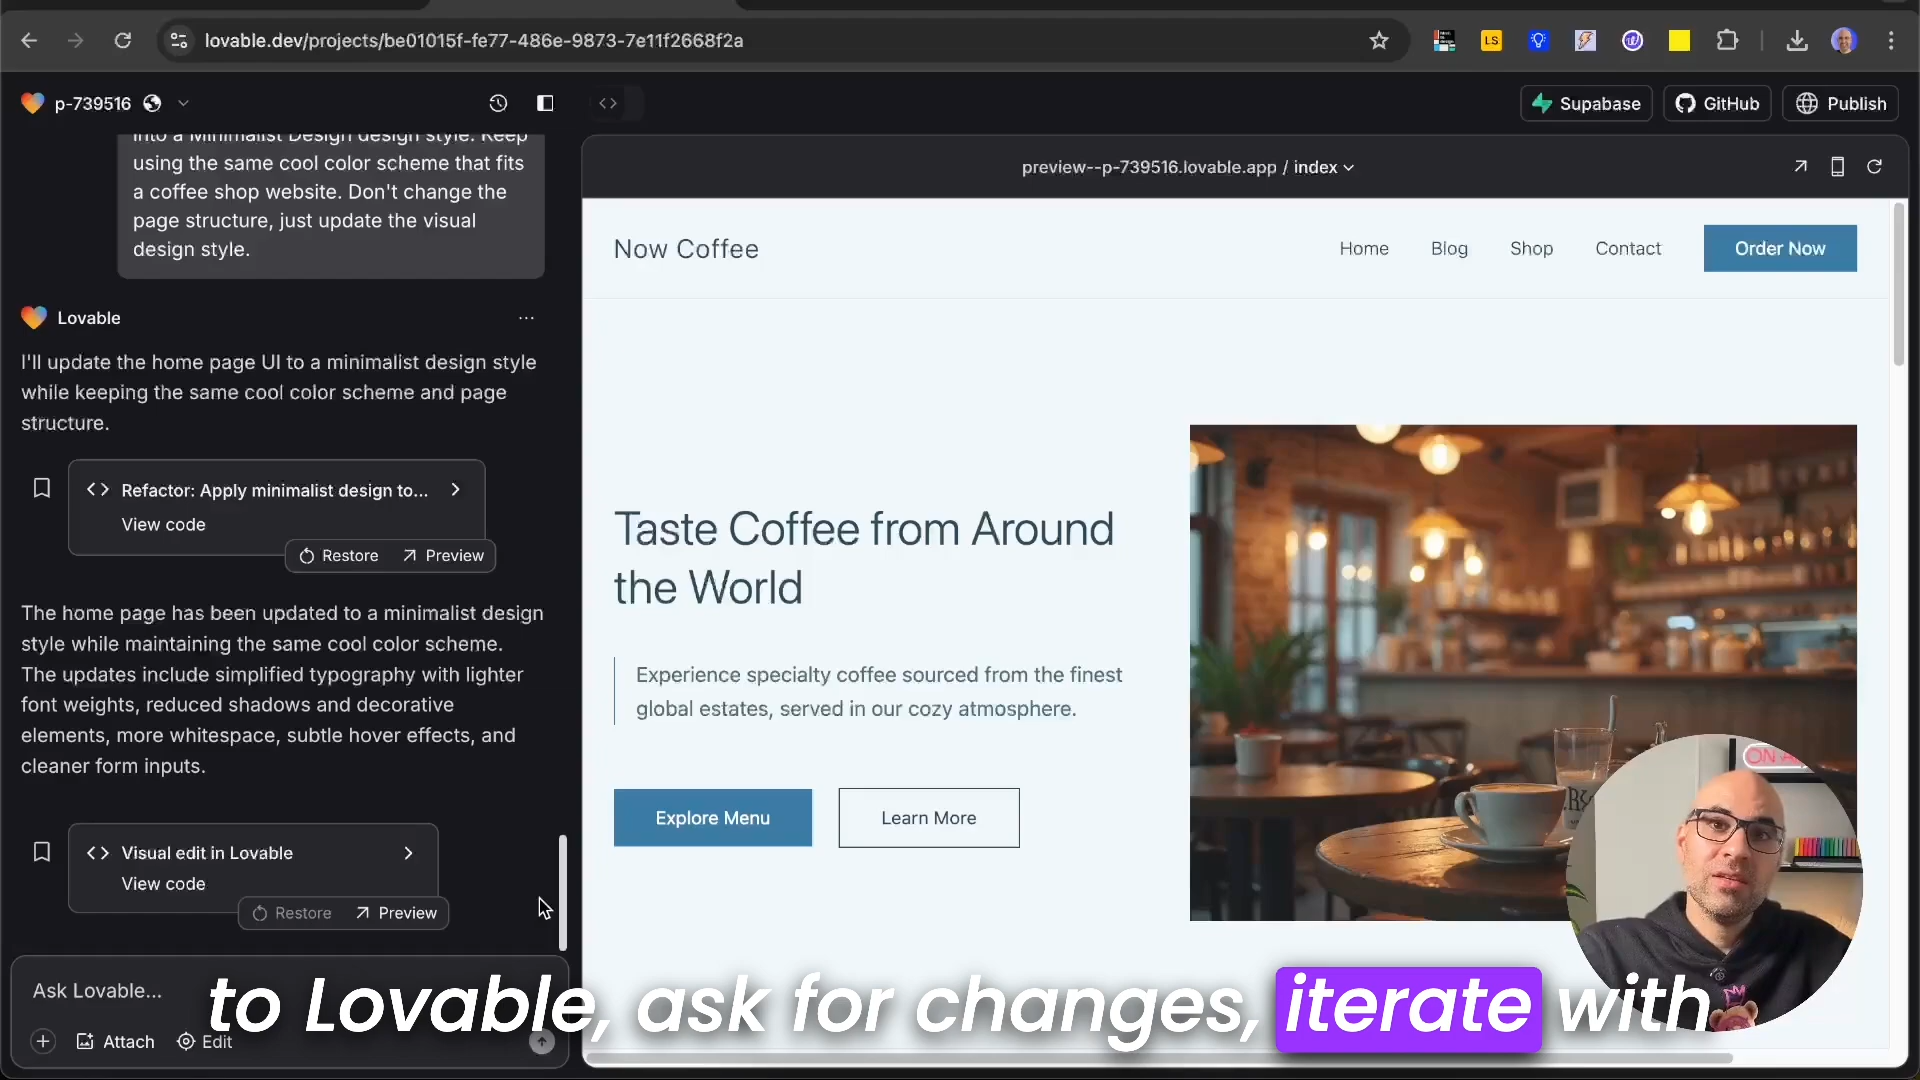 lovable.dev/projects/be01015f-fe77-486e-9873-7e11f2668f2a
LS
p-739516
Supabase
GitHub
Publish
into a Minimalist Design design style. Keep
using the same cool color scheme that fits
a coffee shop website. Don't change the
page structure, just update the visual
design style.
Lovable
I'll update the home page UI to a minimalist design style
while keeping the same cool color scheme and page
structure.
Refactor: Apply minimalist design to...
View code
Restore
Preview
The home page has been updated to a minimalist design
style while maintaining the same cool color scheme.
The updates include simplified typography with lighter
font weights, reduced shadows and decorative
elements, more whitespace, subtle hover effects, and
cleaner form inputs.
Visual edit in Lovable
View code
Restore
Preview
Ask Lovable...
Attach
Edit
preview--p-739516.lovable.app / index
Now Coffee
Home
Blog
Shop
Contact
Order Now
Taste Coffee from Around
the World
Experience specialty coffee sourced from the finest
global estates, served in our cozy atmosphere.
Explore Menu
Learn More
to Lovable, ask for changes, iterate with